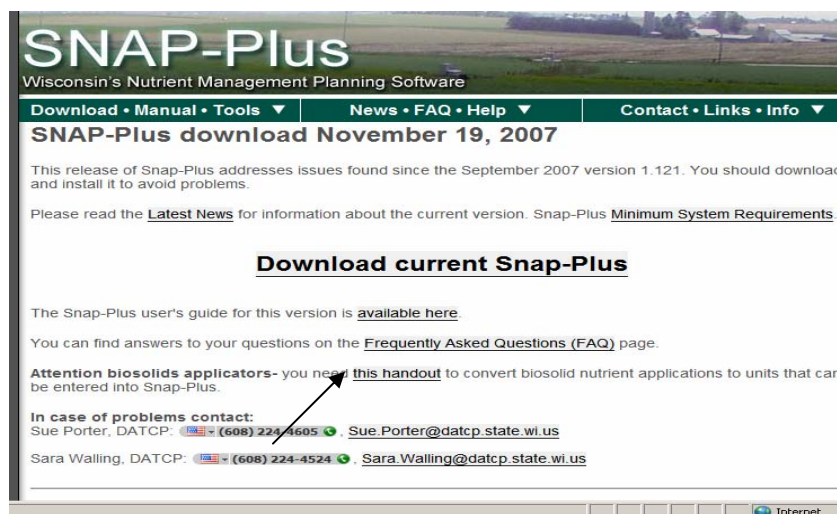 SNAP-Plus
Wisconsin's Nutrient Management Planning Software
Download • Manual • Tools ▼ News • FAQ • Help ▼ Contact • Links • Info ▼
SNAP-Plus download November 19, 2007
This release of Snap-Plus addresses issues found since the September 2007 version 1.121. You should download
and install it to avoid problems.
Please read the Latest News for information about the current version. Snap-Plus Minimum System Requirements.
Download current Snap-Plus
The Snap-Plus user's guide for this version is available here.
You can find answers to your questions on the Frequently Asked Questions (FAQ) page.
Attention biosolids applicators- you need this handout to convert biosolid nutrient applications to units that can
be entered into Snap-Plus.
In case of problems contact:
Sue Porter, DATCP: (608) 224-4605 , Sue.Porter@datcp.state.wi.us
Sara Walling, DATCP: (608) 224-4524 , Sara.Walling@datcp.state.wi.us
Internet